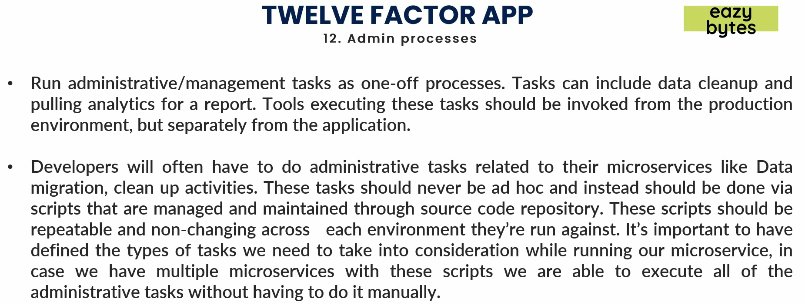 TWELVE FACTOR APP
eazy
bytes
12. Admin processes
• Run administrative/management tasks as one-off processes. Tasks can include data cleanup and
pulling analytics for a report. Tools executing these tasks should be invoked from the production
environment, but separately from the application.
• Developers will often have to do administrative tasks related to their microservices like Data
migration, clean up activities. These tasks should never be ad hoc and instead should be done via
scripts that are managed and maintained through source code repository. These scripts should be
repeatable and non-changing across each environment they’re run against. It’s important to have
defined the types of tasks we need to take into consideration while running our microservice, in
case we have multiple microservices with these scripts we are able to execute all of the
administrative tasks without having to do it manually.